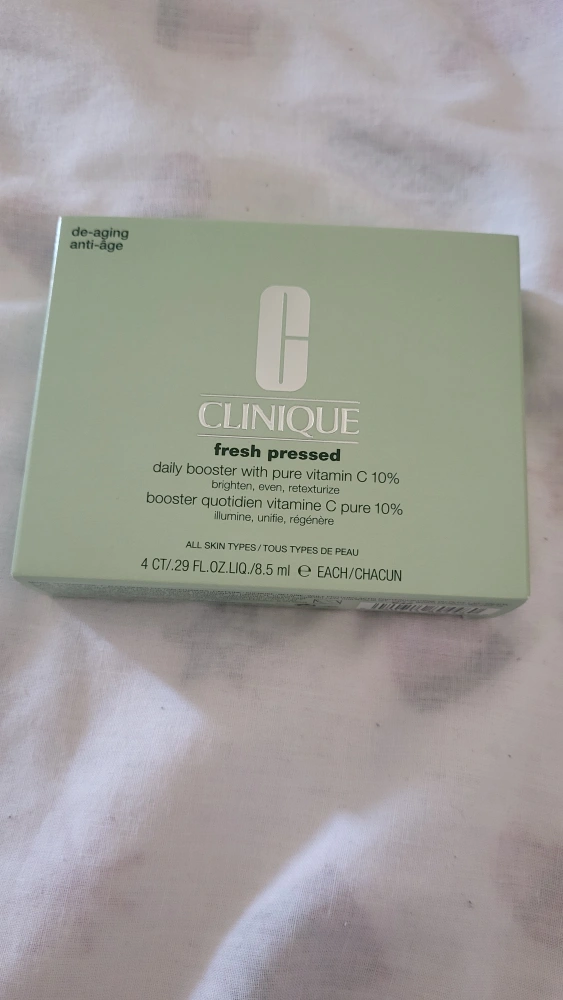 de-aging
anti-âge
C
CLINIQUE
fresh pressed
daily booster with pure vitamin C 10%
brighten, even, retexturize
booster quotidien vitamine C pure 10%
illumine, unifie, régénère
ALL SKIN TYPES/TOUS TYPES DE PEAU
4 CT/.29 FL.OZ.LIQ./8.5 ml ℮ EACH/CHACUN